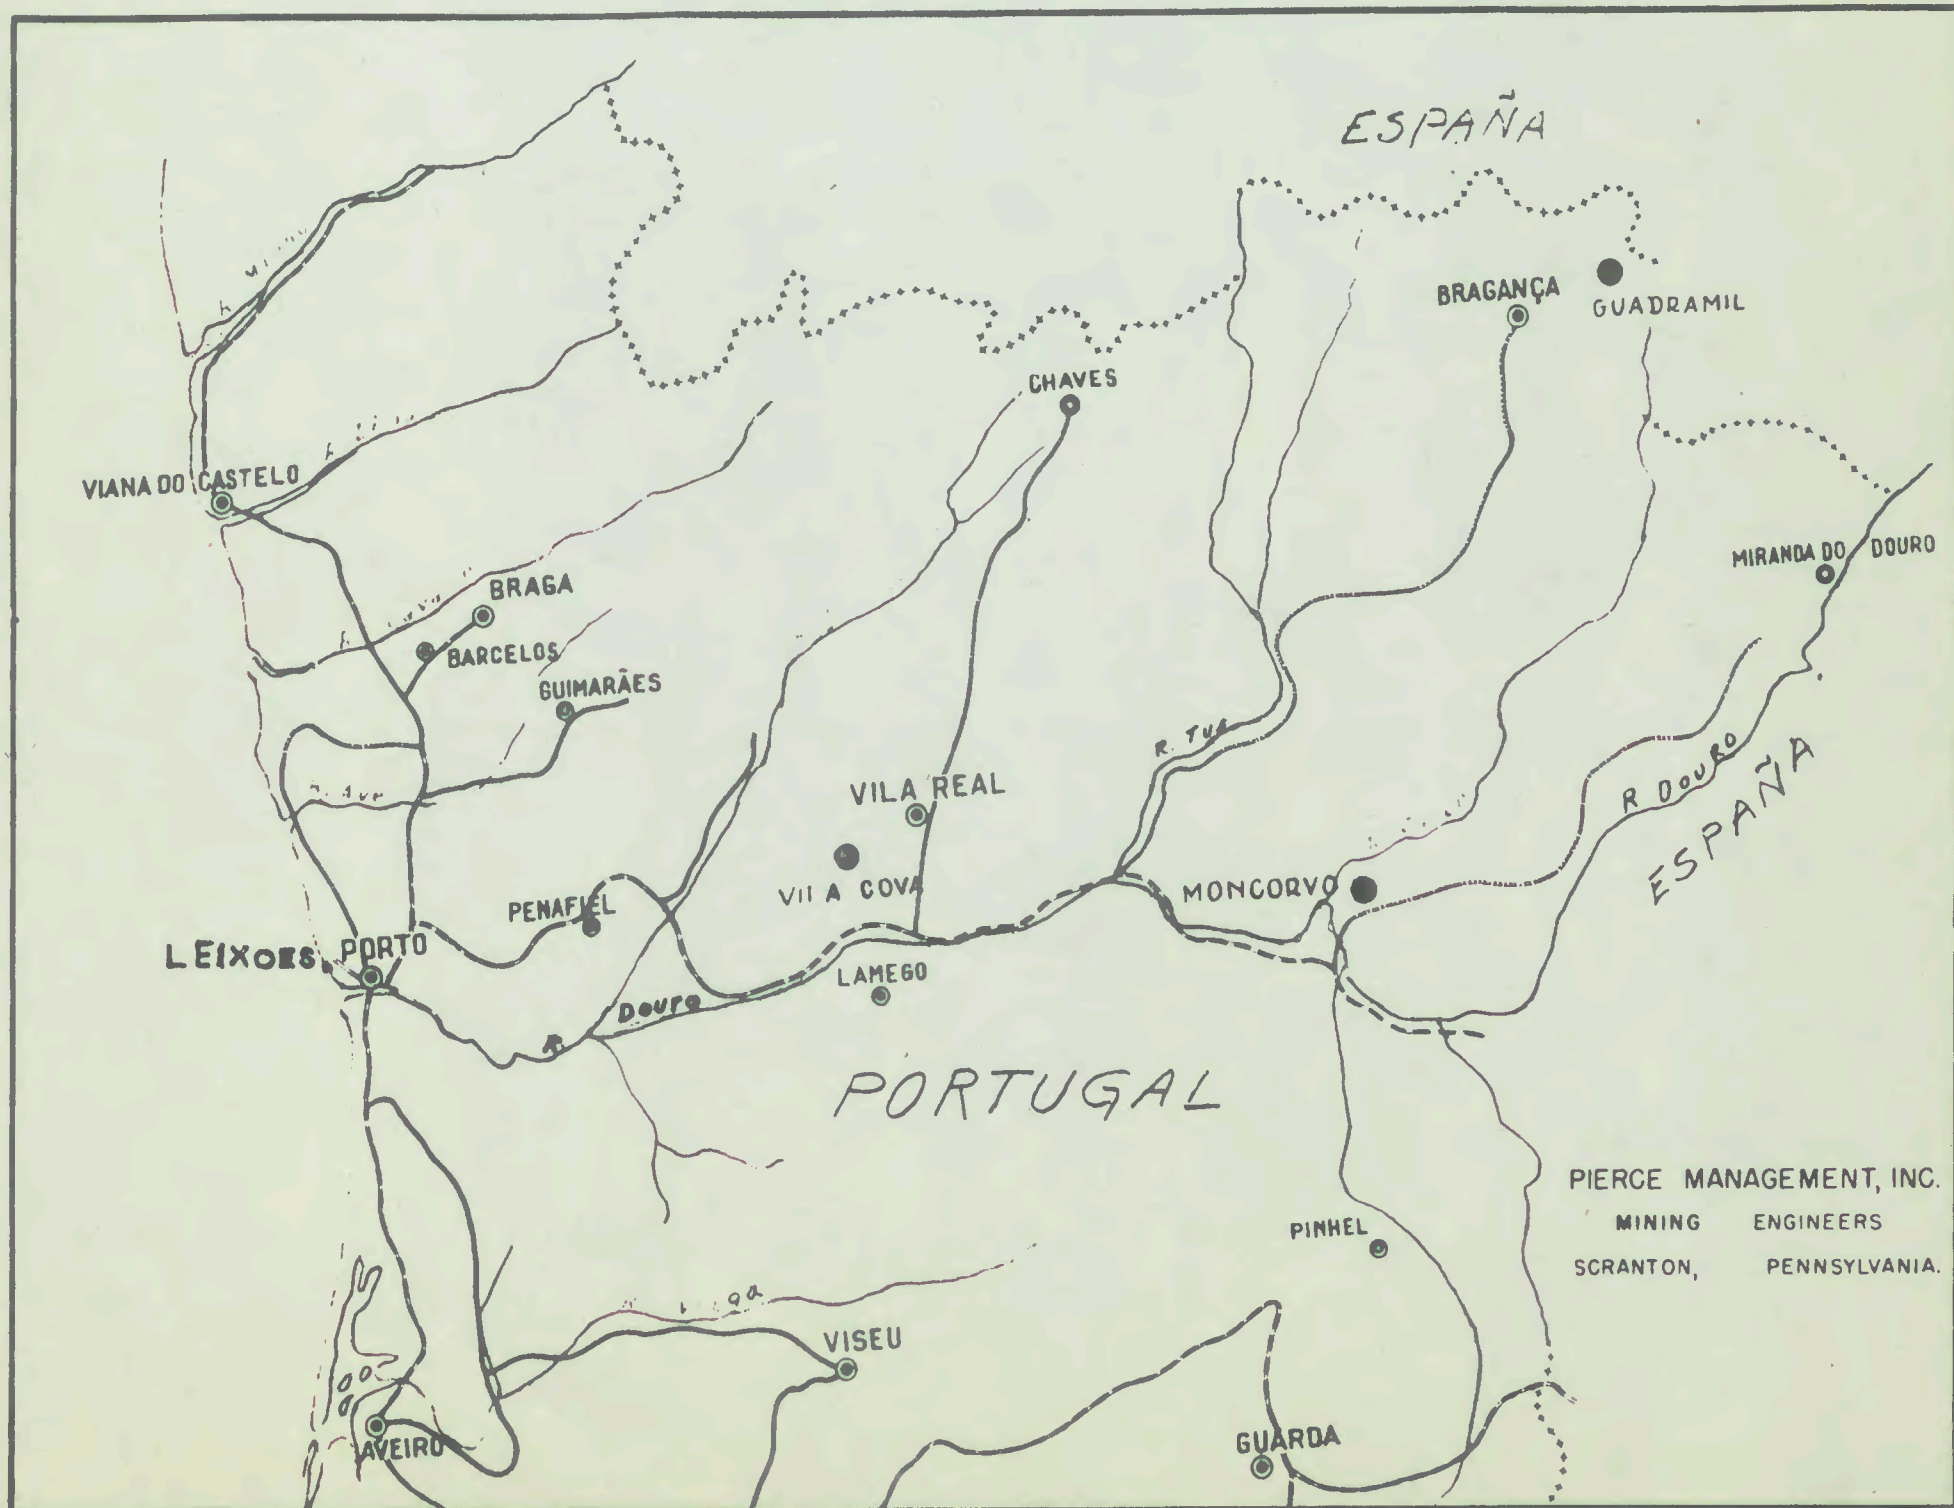 ESPAÑA
BRAGANÇA
GUADRAMIL
CHAVES
VIANA DO CASTELO
MIRANDA DO DOURO
BRAGA
BARCELOS
GUIMARÃES
R. TUA
R DOURO
ESPAÑA
VILA REAL
VILA COVA
MONCORVO
PENAFIEL
LEIXOES
PORTO
LAMEGO
R. DOURO
PORTUGAL
PIERCE MANAGEMENT, INC.
MINING ENGINEERS
SCRANTON, PENNSYLVANIA.
PINHEL
VISEU
AVEIRO
GUARDA